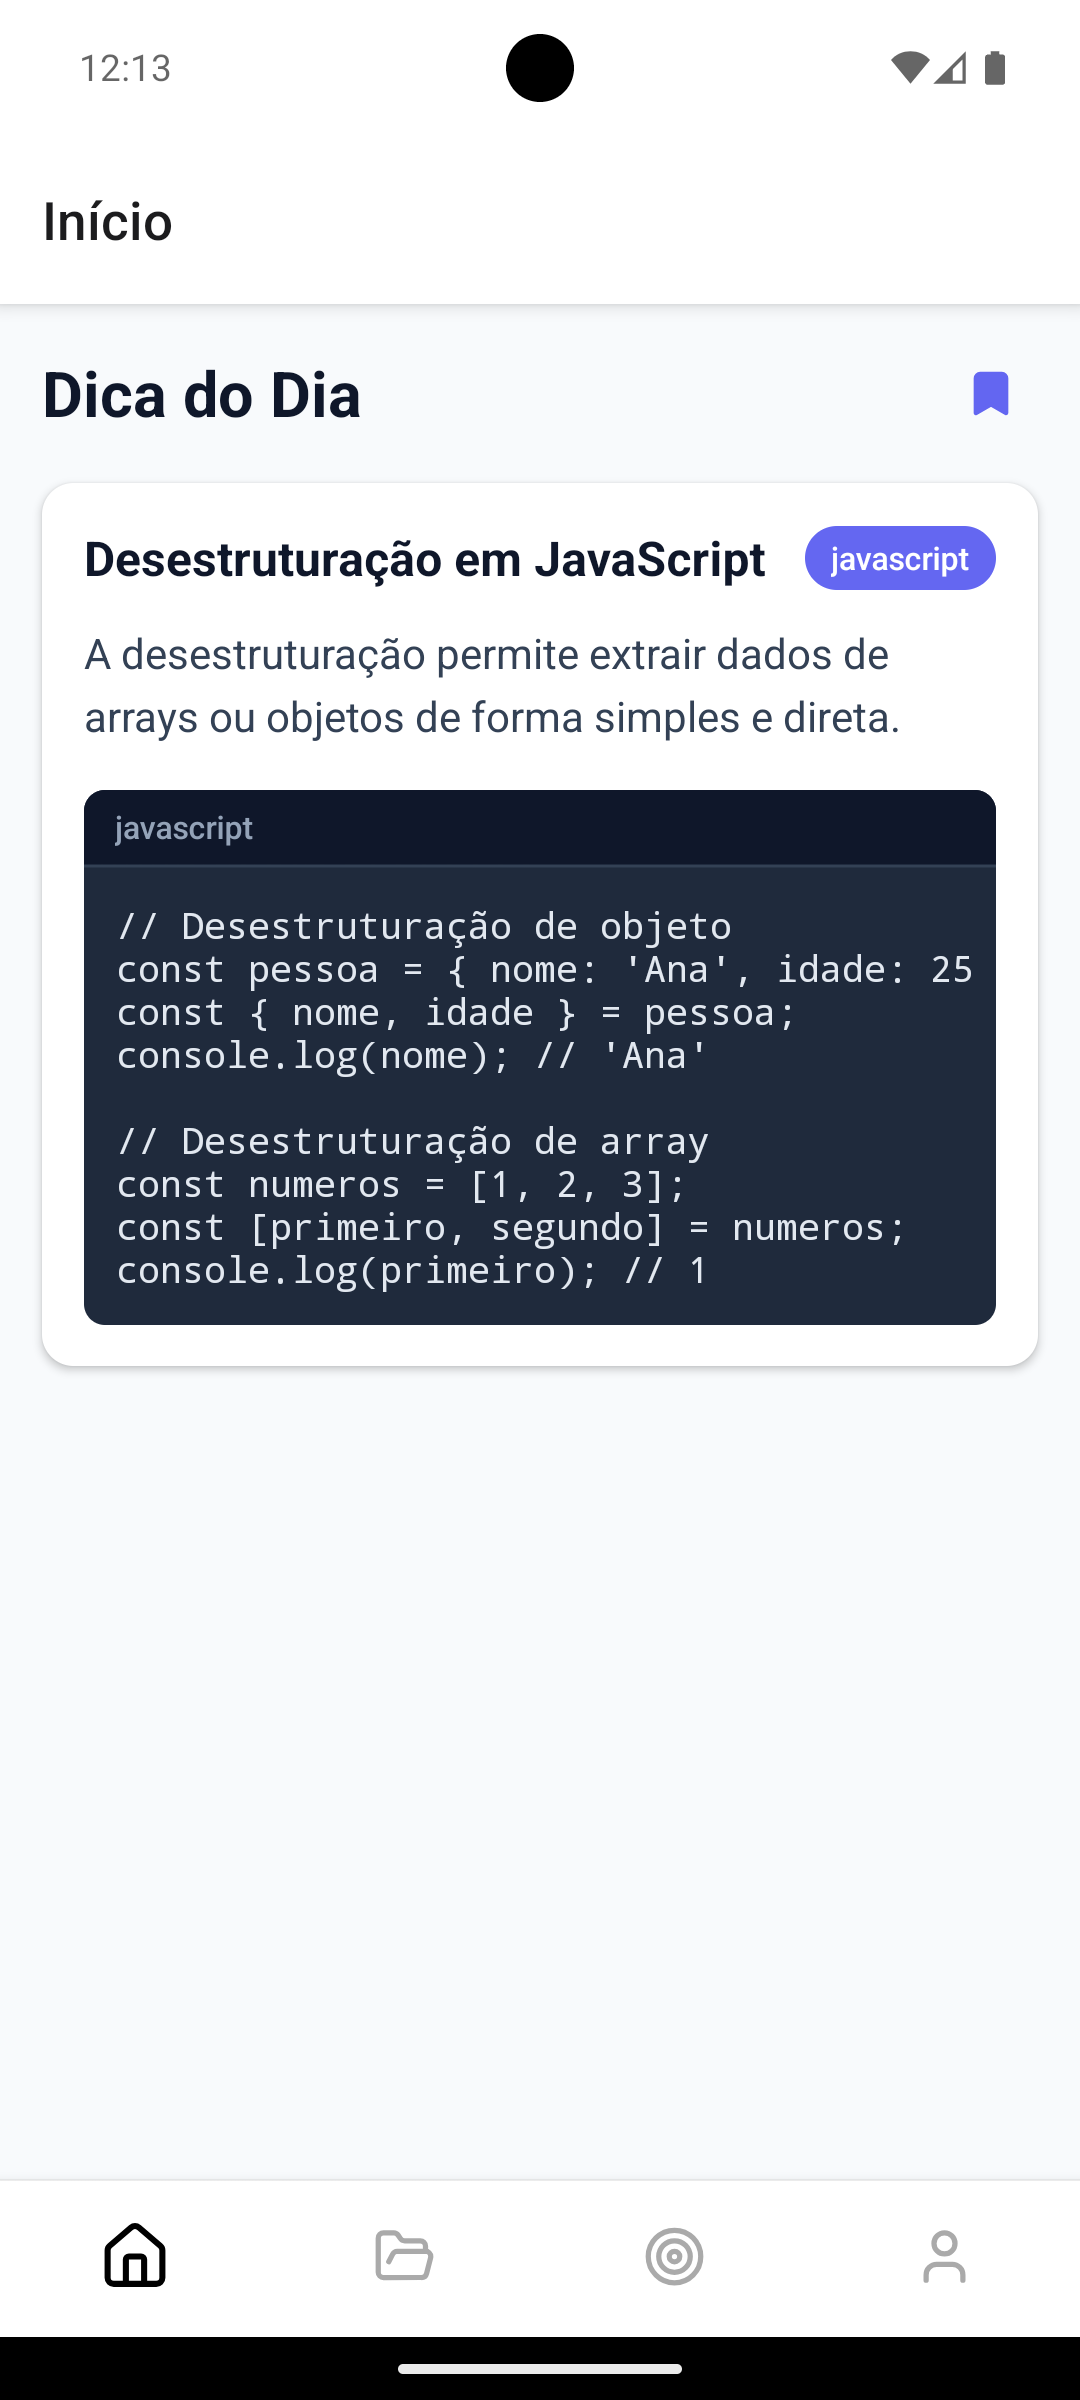 12:13
Início
Dica do Dia
Desestruturação em JavaScript
javascript
A desestruturação permite extrair dados de
arrays ou objetos de forma simples e direta.
javascript
// Desestruturação de objeto
const pessoa = { nome: 'Ana', idade: 25
const { nome, idade } = pessoa;
console.log(nome); // 'Ana'
// Desestruturação de array
const numeros = [1, 2, 3];
const [primeiro, segundo] = numeros;
console.log(primeiro); // 1